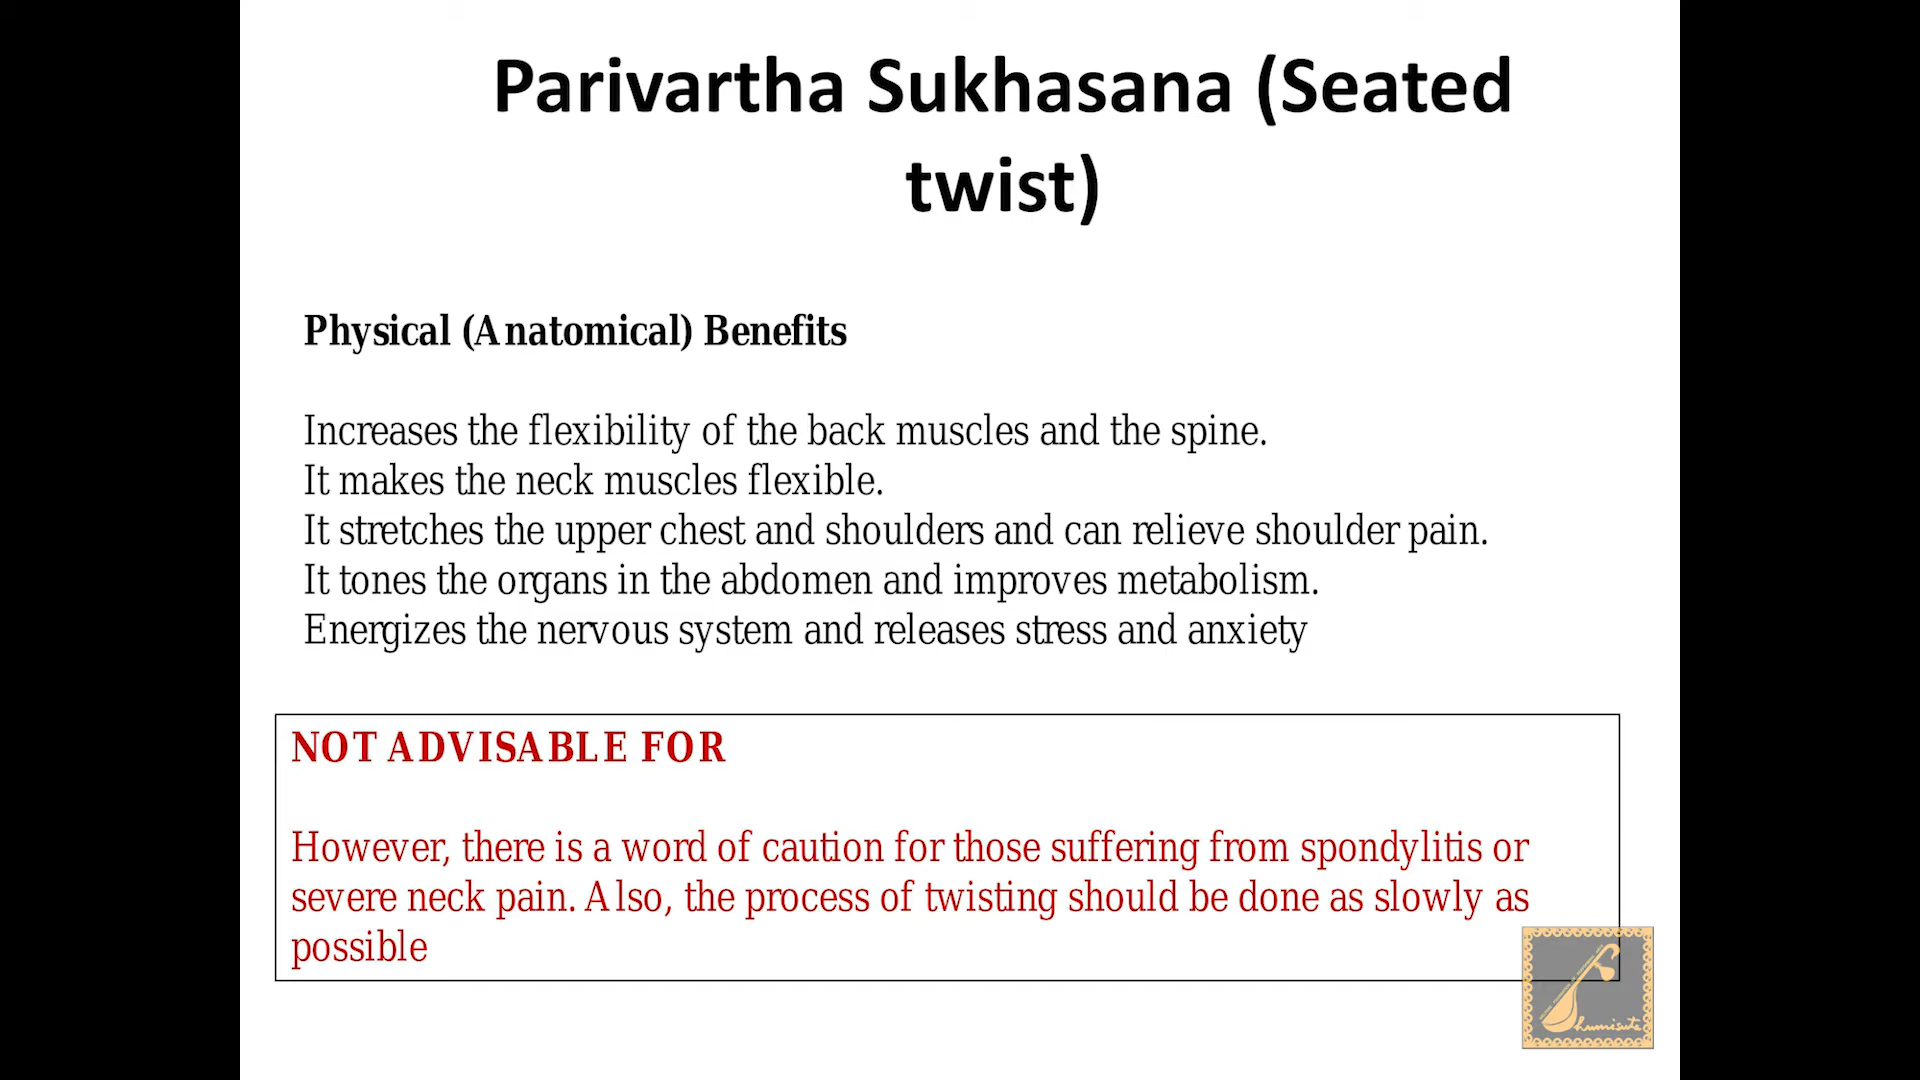 Parivartha Sukhasana (Seated
twist)
Physical (Anatomical) Benefits
Increases the flexibility of the back muscles and the spine.
It makes the neck muscles flexible.
It stretches the upper chest and shoulders and can relieve shoulder pain.
It tones the organs in the abdomen and improves metabolism.
Energizes the nervous system and releases stress and anxiety
NOT ADVISABLE FOR
However, there is a word of caution for those suffering from spondylitis or
severe neck pain. Also, the process of twisting should be done as slowly as
possible